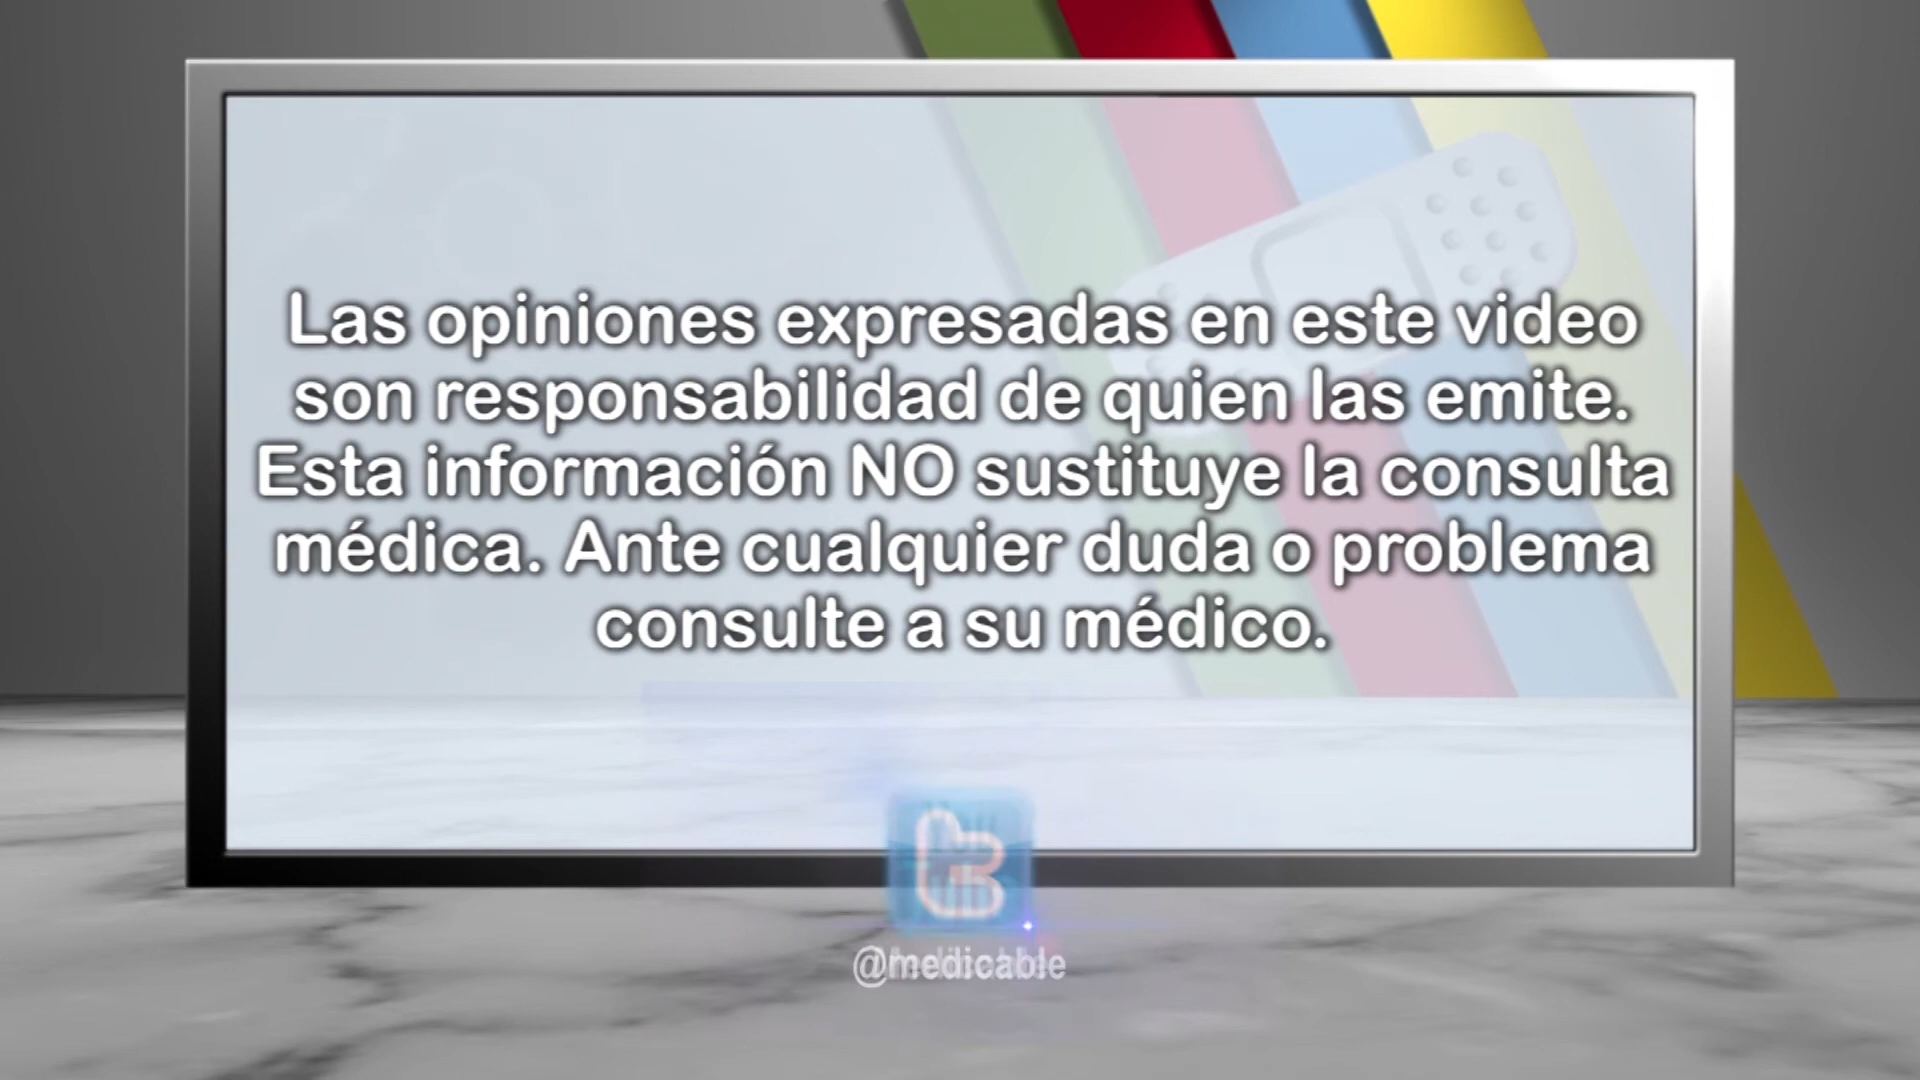 Las opiniones expresadas en este video
son responsabilidad de quien las emite.
Esta información NO sustituye la consulta
médica. Ante cualquier duda o problema
consulte a su médico.
@medicable